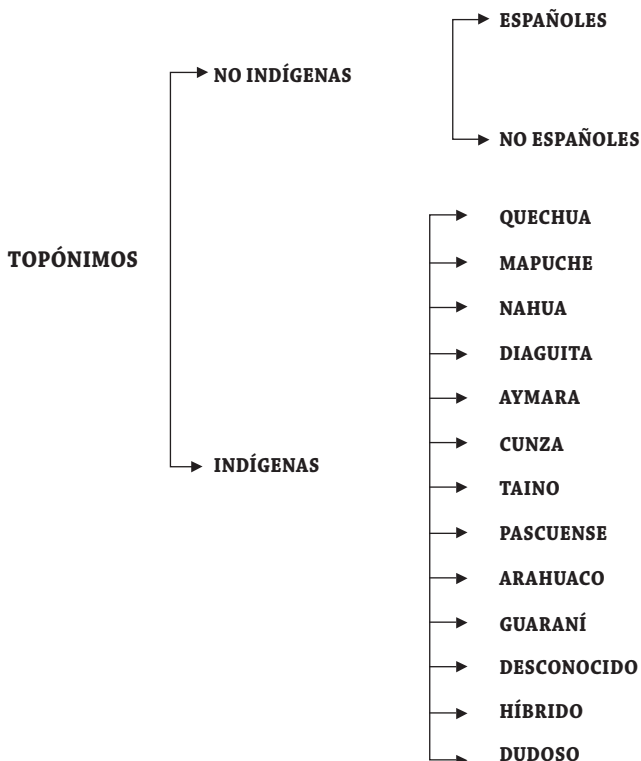 TOPÓNIMOS
NO INDÍGENAS
ESPAÑOLES
NO ESPAÑOLES
INDÍGENAS
QUECHUA
MAPUCHE
NAHUA
DIAGUITA
AYMARA
CUNZA
TAINO
PASCUENSE
ARAHUACO
GUARANÍ
DESCONOCIDO
HÍBRIDO
DUDOSO